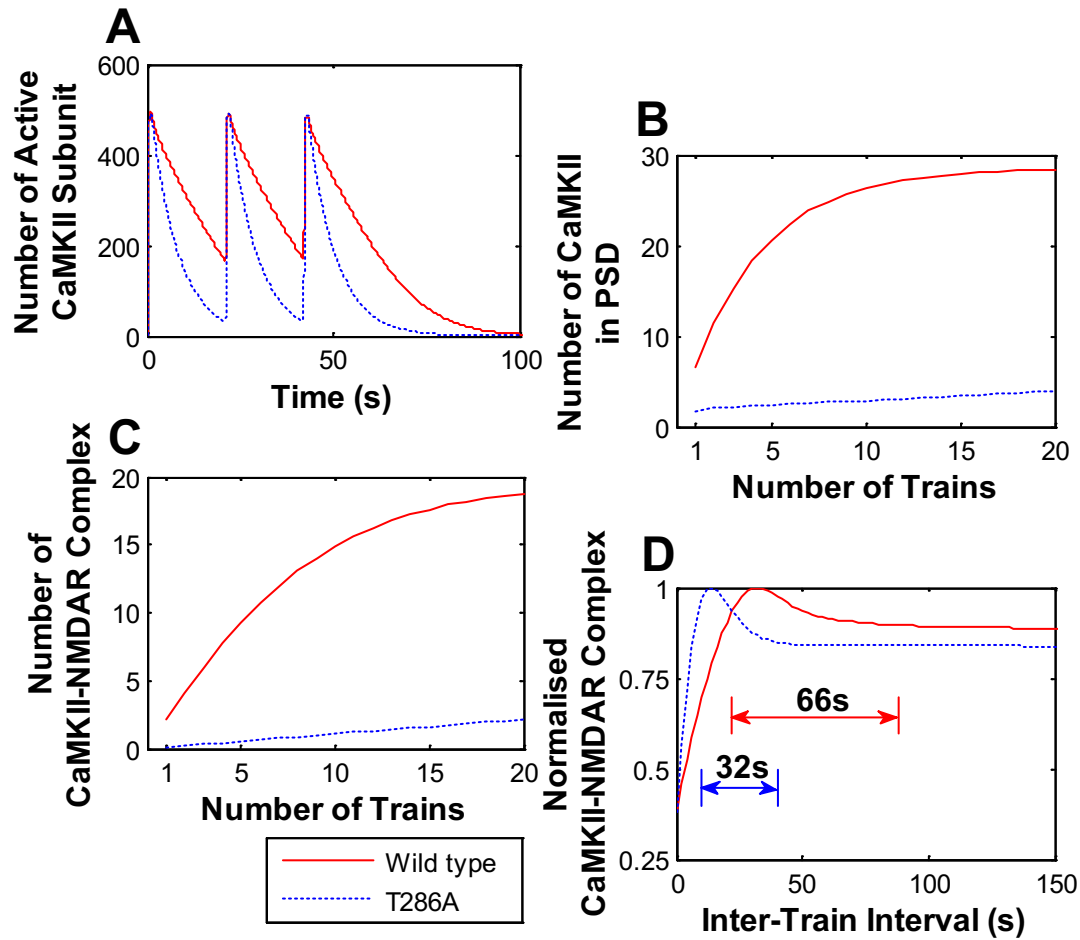 A
Number of Active
CaMKII Subunit
600
400
200
0
0 50 100
Time (s)
B
Number of CaMKII
in PSD
30
20
10
0
1 5 10 15 20
Number of Trains
C
Number of
CaMKII-NMDAR Complex
20
15
10
5
0
1 5 10 15 20
Number of Trains
Wild type
T286A
D
Normalised
CaMKII-NMDAR Complex
1
0.75
0.5
0.25
66s
32s
0 50 100 150
Inter-Train Interval (s)